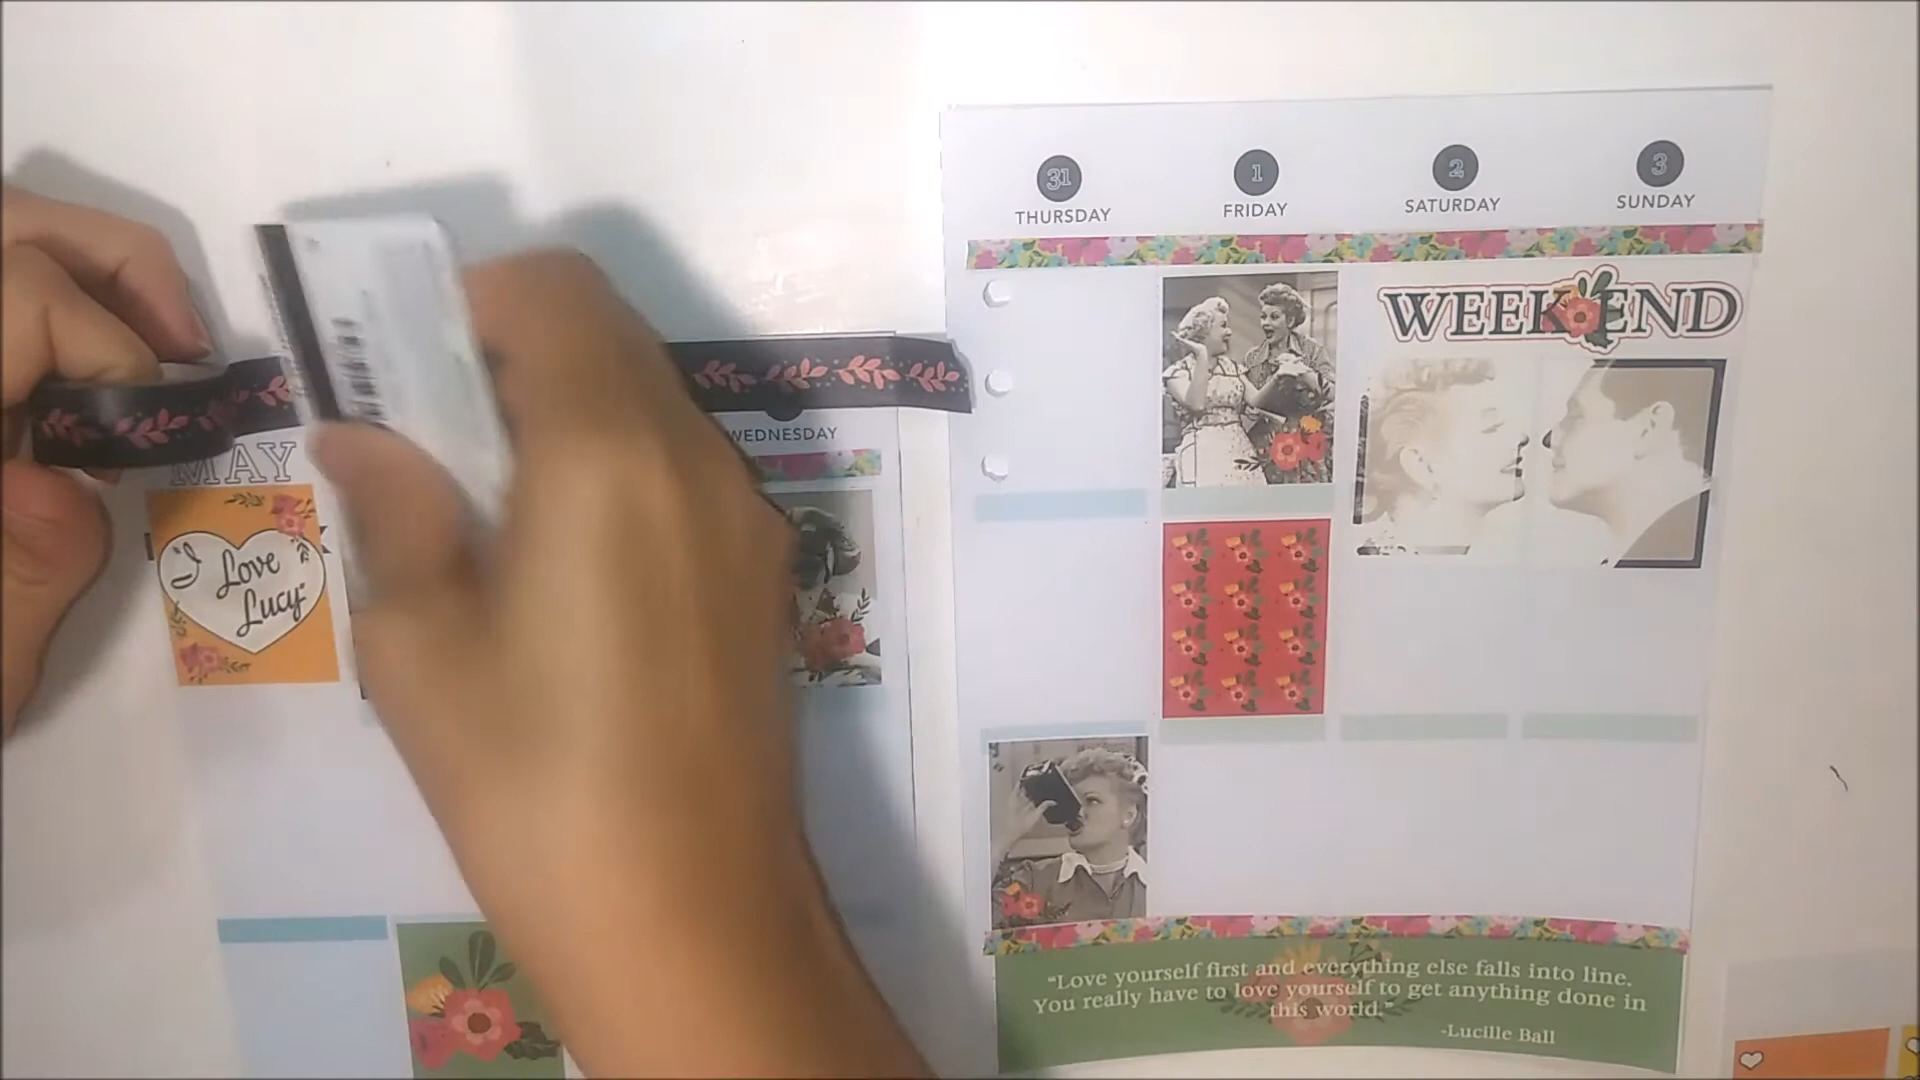 MAY
"I
Love
Lucy"
WEDNESDAY
31
THURSDAY
1
FRIDAY
2
SATURDAY
3
SUNDAY
WEEKEND
"Love yourself first and everything else falls into line.
You really have to love yourself to get anything done in
this world."
-Lucille Ball